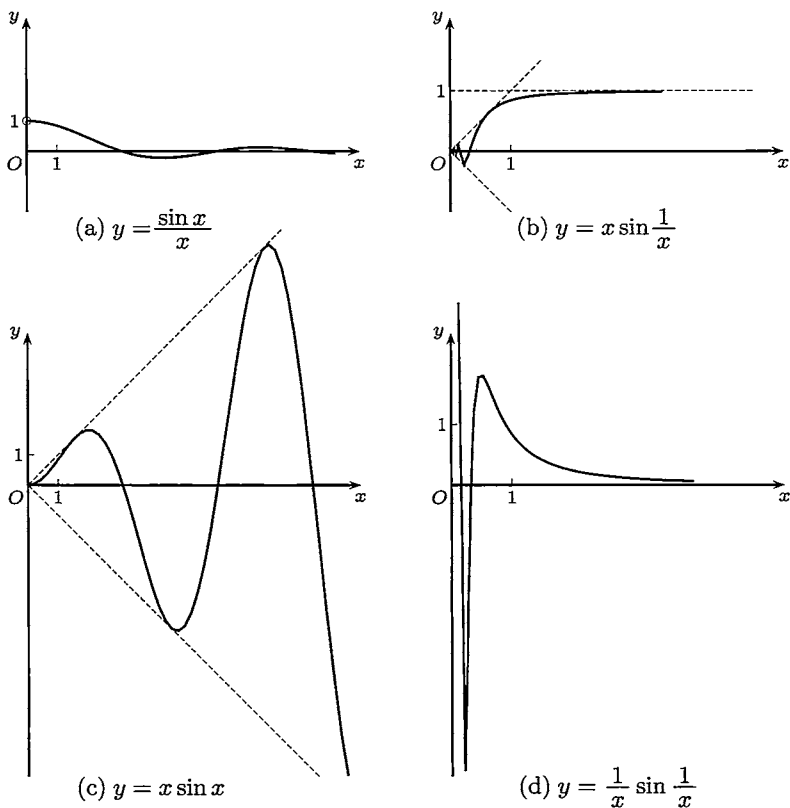 y
1
O
1
x
(a) y = sin x / x
y
1
O
1
x
(b) y = x sin 1/x
y
1
O
1
x
(c) y = x sin x
y
1
O
1
x
(d) y = 1/x sin 1/x